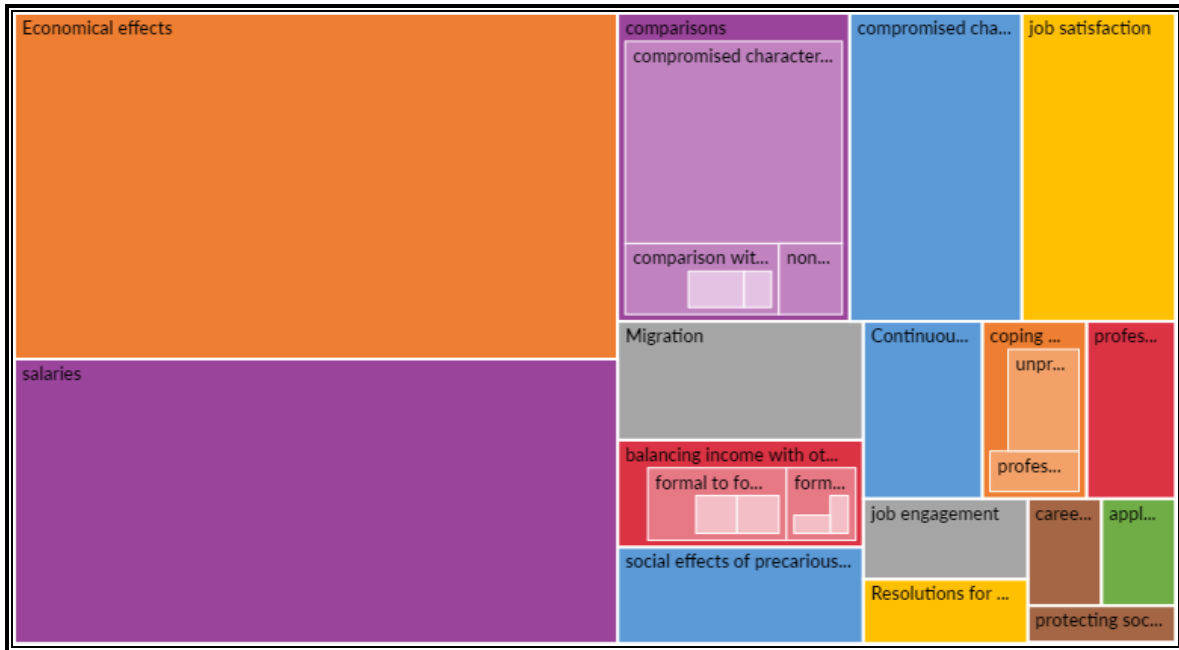 Economical effects
salaries
comparisons
compromised character...
comparison wit...
non...
compromised cha...
job satisfaction
Migration
balancing income with ot...
formal to fo...
form...
social effects of precarious...
Continuou...
coping ...
unpr...
profes...
profes...
job engagement
Resolutions for ...
caree...
appl...
protecting soc...